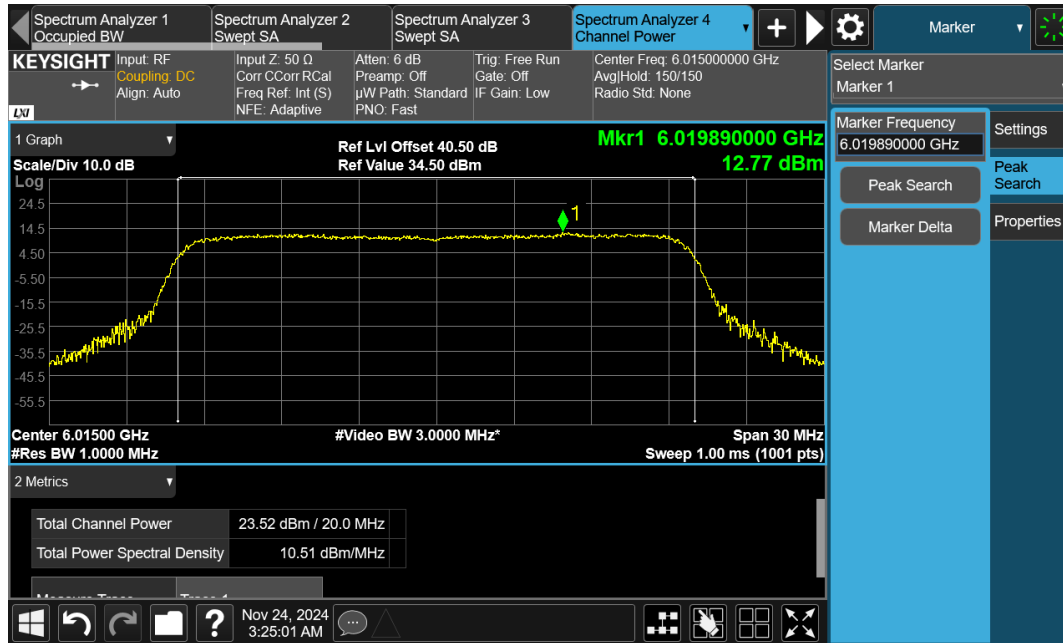 Spectrum Analyzer 1
Occupied BW
Spectrum Analyzer 2
Swept SA
Spectrum Analyzer 3
Swept SA
Spectrum Analyzer 4
Channel Power
Marker
KEYSIGHT
LXI
Input: RF
Coupling: DC
Align: Auto
Input Z: 50 Ω
Corr CCorr RCal
Freq Ref: Int (S)
NFE: Adaptive
Atten: 6 dB
Preamp: Off
µW Path: Standard
PNO: Fast
Trig: Free Run
Gate: Off
IF Gain: Low
Center Freq: 6.015000000 GHz
Avg|Hold: 150/150
Radio Std: None
Select Marker
Marker 1
Marker Frequency
6.019890000 GHz
Peak Search
Marker Delta
Settings
Peak
Search
Properties
1 Graph
Scale/Div 10.0 dB
Log
Ref Lvl Offset 40.50 dB
Ref Value 34.50 dBm
Mkr1 6.019890000 GHz
12.77 dBm
24.5
14.5
4.50
-5.50
-15.5
-25.5
-35.5
-45.5
-55.5
1
Center 6.01500 GHz
#Res BW 1.0000 MHz
#Video BW 3.0000 MHz*
Span 30 MHz
Sweep 1.00 ms (1001 pts)
2 Metrics
Total Channel Power 23.52 dBm / 20.0 MHz
Total Power Spectral Density 10.51 dBm/MHz
Measure Trace Trace 1
?
Nov 24, 2024
3:25:01 AM